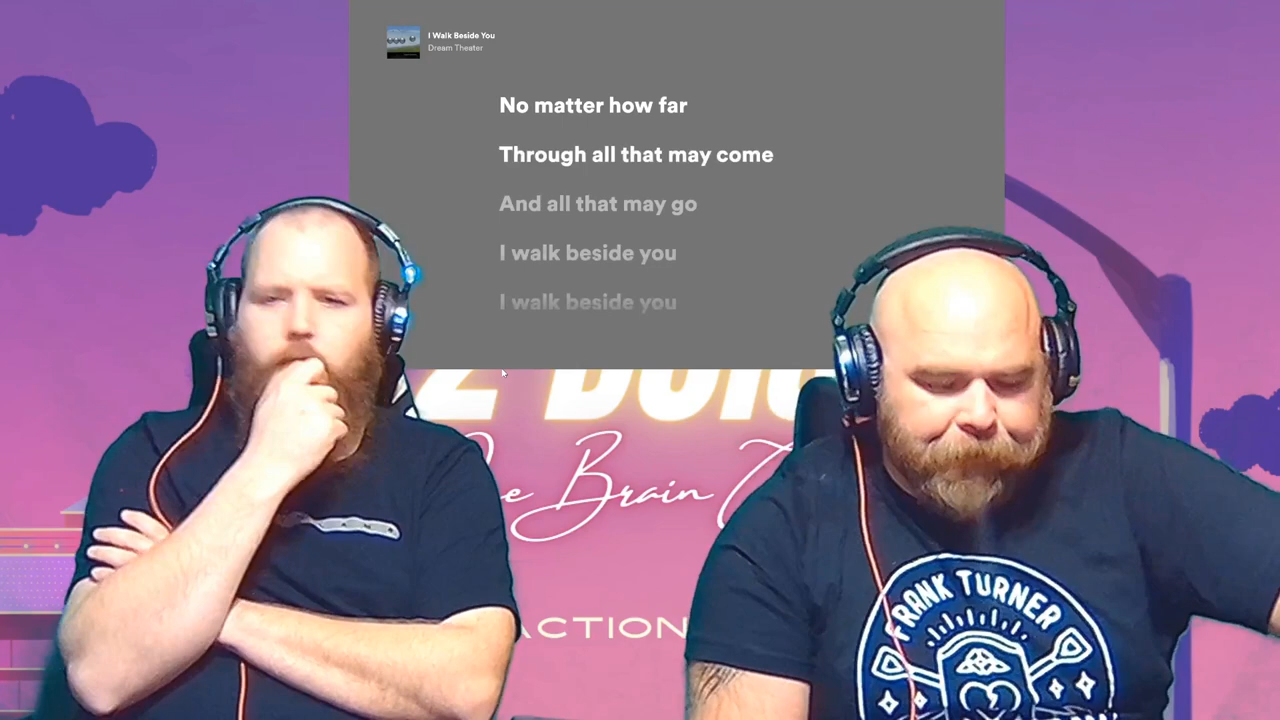 I Walk Beside You
Dream Theater
No matter how far
Through all that may come
And all that may go
I walk beside you
I walk beside you
Brain
ACTION
FRANK TURNER